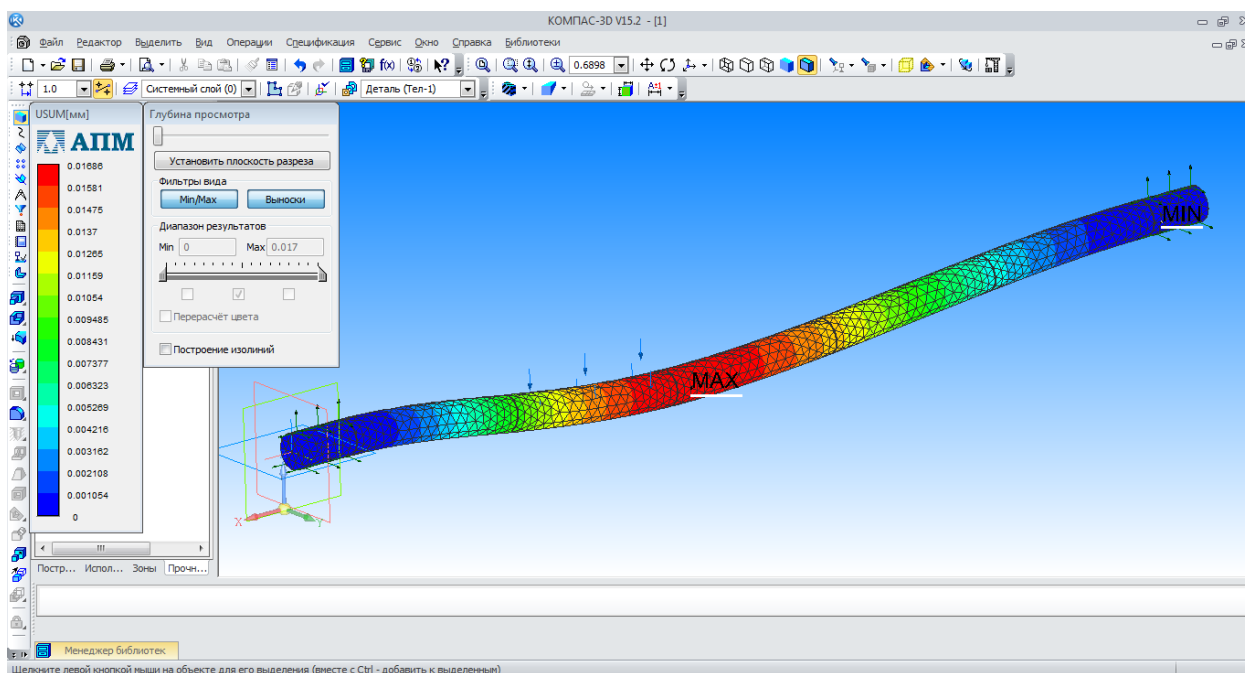 КОМПАС-3D V15.2 - [1]
Файл Редактор Выделить Вид Операции Спецификация Сервис Окно Справка Библиотеки
f(x) 0.6898
1.0 Системный слой (0) Деталь (Тел-1)
USUM[мм]
АПМ
0.01686
0.01581
0.01475
0.0137
0.01265
0.01159
0.01054
0.009485
0.008431
0.007377
0.006323
0.005269
0.004216
0.003162
0.002108
0.001054
0
Глубина просмотра
Установить плоскость разреза
Фильтры вида
Min/Max Выноски
Диапазон результатов
Min 0 Max 0.017
Перерасчёт цвета
Построение изолиний
MIN
MAX
X Y
Постр... Испол... Зоны Прочн...
Менеджер библиотек
Щелкните левой кнопкой мыши на объекте для его выделения (вместе с Ctrl - добавить к выделенным)